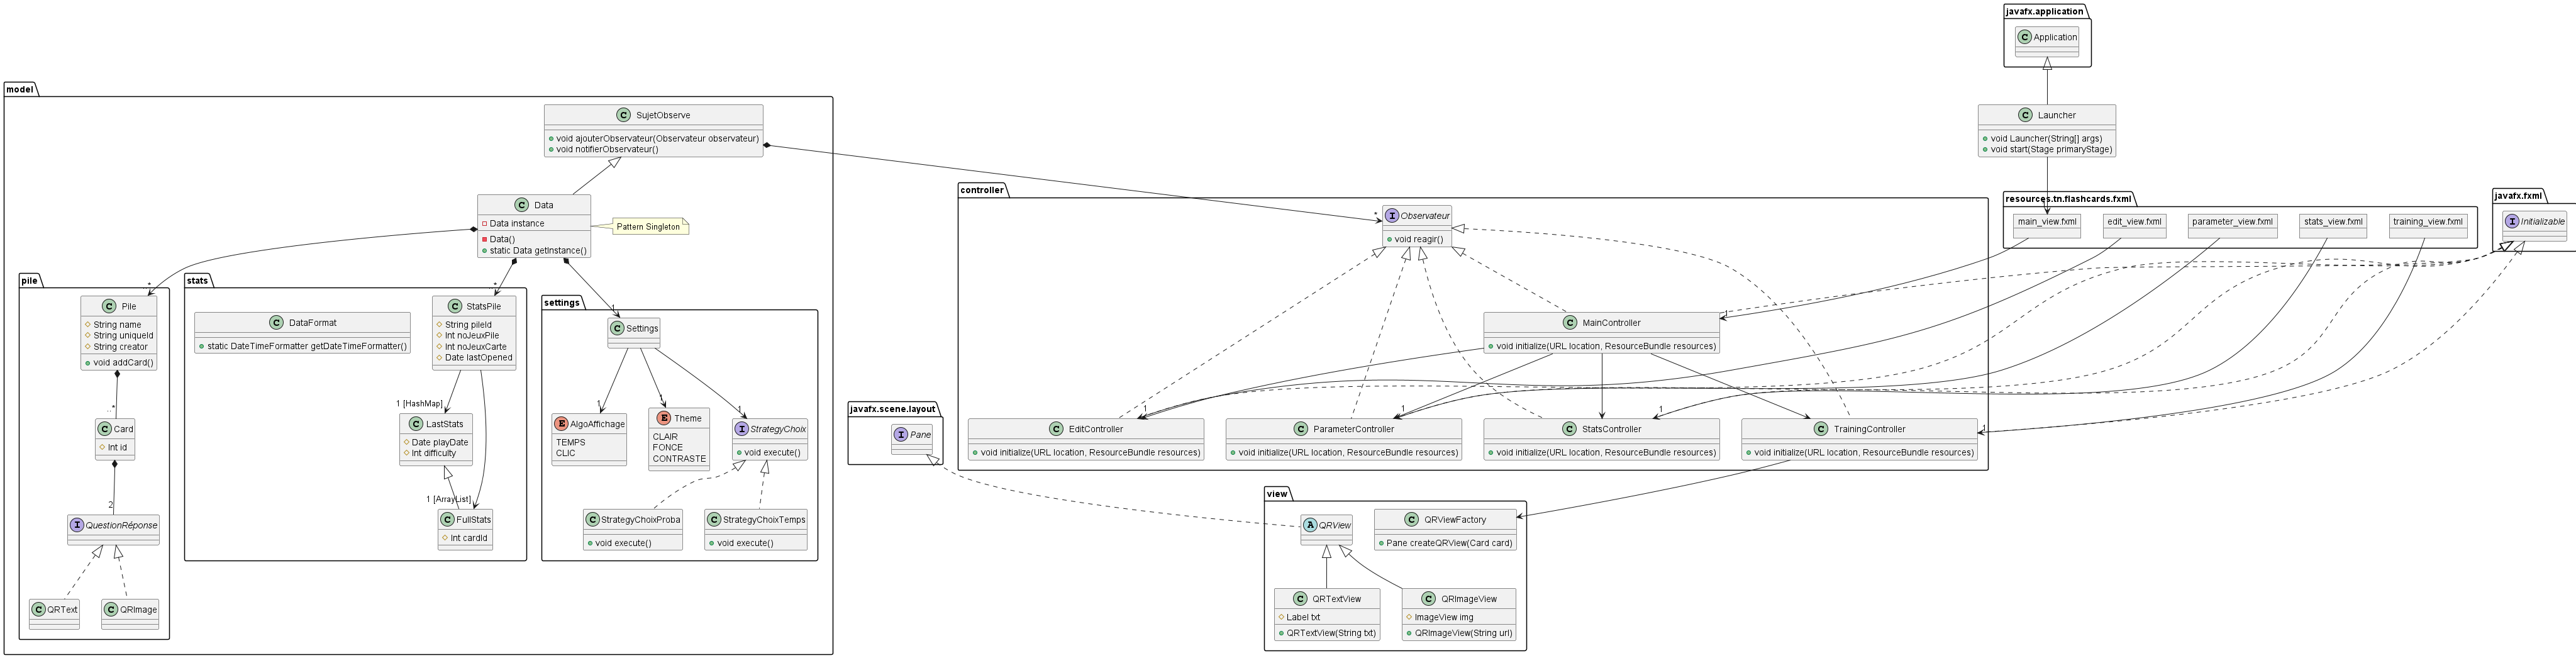 javafx.application
C Application
model
C SujetObserve
void ajouterObservateur(Observateur observateur)
void notifierObservateur()
C Launcher
void Launcher(String[] args)
void start(Stage primaryStage)
C Data
Data instance
Data()
static Data getInstance()
Pattern Singleton
controller
I Observateur
void reagir()
*
resources.tn.flashcards.fxml
1
main_view.fxml
edit_view.fxml
parameter_view.fxml
stats_view.fxml
training_view.fxml
javafx.fxml
I Initializable
pile
..*
C Pile
String name
String uniqueId
String creator
void addCard()
..*
C Card
Int id
2
I QuestionRéponse
C QRText
C QRImage
stats
C DataFormat
static DateTimeFormatter getDateTimeFormatter()
..*
C StatsPile
String pileId
Int noJeuxPile
Int noJeuxCarte
Date lastOpened
1 [HashMap]
C LastStats
Date playDate
Int difficulty
1 [ArrayList]
C FullStats
Int cardId
settings
1
C Settings
1
E AlgoAffichage
TEMPS
CLIC
1
E Theme
CLAIR
FONCE
CONTRASTE
1
I StrategyChoix
void execute()
C StrategyChoixProba
void execute()
C StrategyChoixTemps
void execute()
C MainController
void initialize(URL location, ResourceBundle resources)
1
javafx.scene.layout
I Pane
C EditController
void initialize(URL location, ResourceBundle resources)
1
C ParameterController
void initialize(URL location, ResourceBundle resources)
1
C StatsController
void initialize(URL location, ResourceBundle resources)
1
C TrainingController
void initialize(URL location, ResourceBundle resources)
1
view
A QRView
C QRViewFactory
Pane createQRView(Card card)
C QRTextView
Label txt
QRTextView(String txt)
C QRImageView
ImageView img
QRImageView(String url)